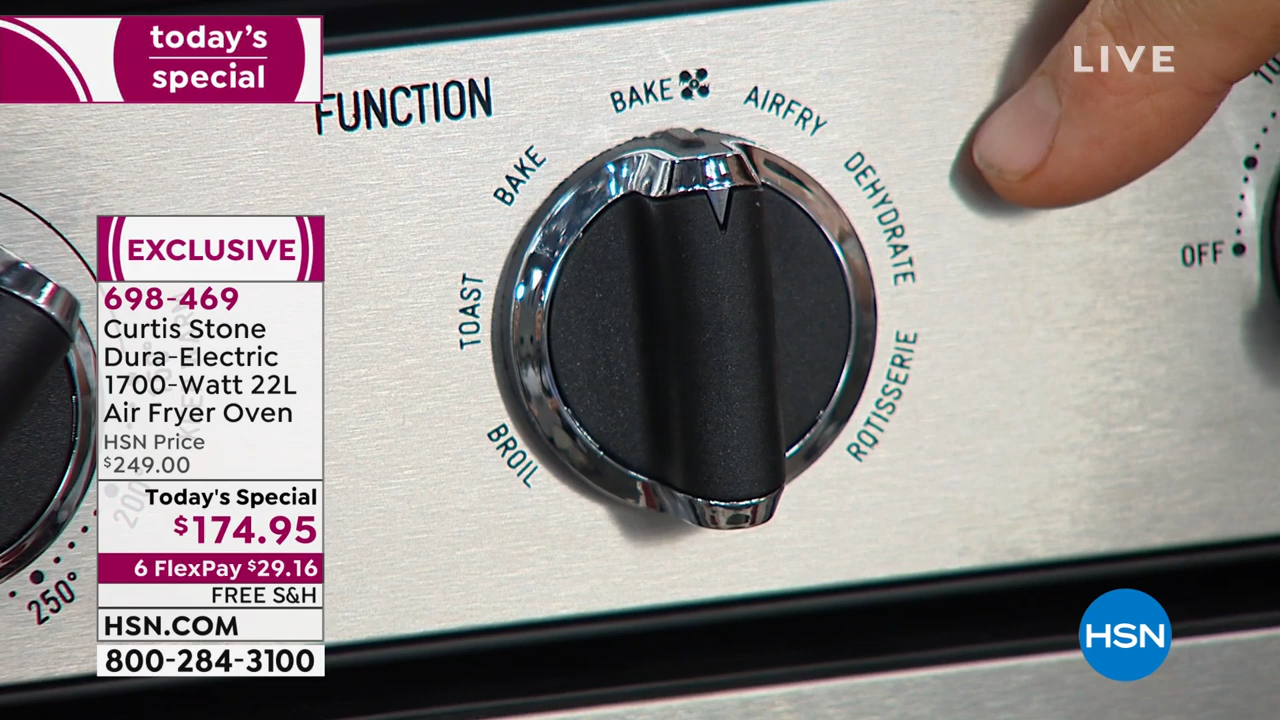 today's
special
LIVE
FUNCTION
BROIL
TOAST
BAKE
BAKE
AIRFRY
DEHYDRATE
ROTISSERIE
OFF
250°
EXCLUSIVE
698-469
Curtis Stone
Dura-Electric
1700-Watt 22L
Air Fryer Oven
HSN Price
$249.00
Today's Special
$174.95
6 FlexPay $29.16
FREE S&H
HSN.COM
800-284-3100
HSN